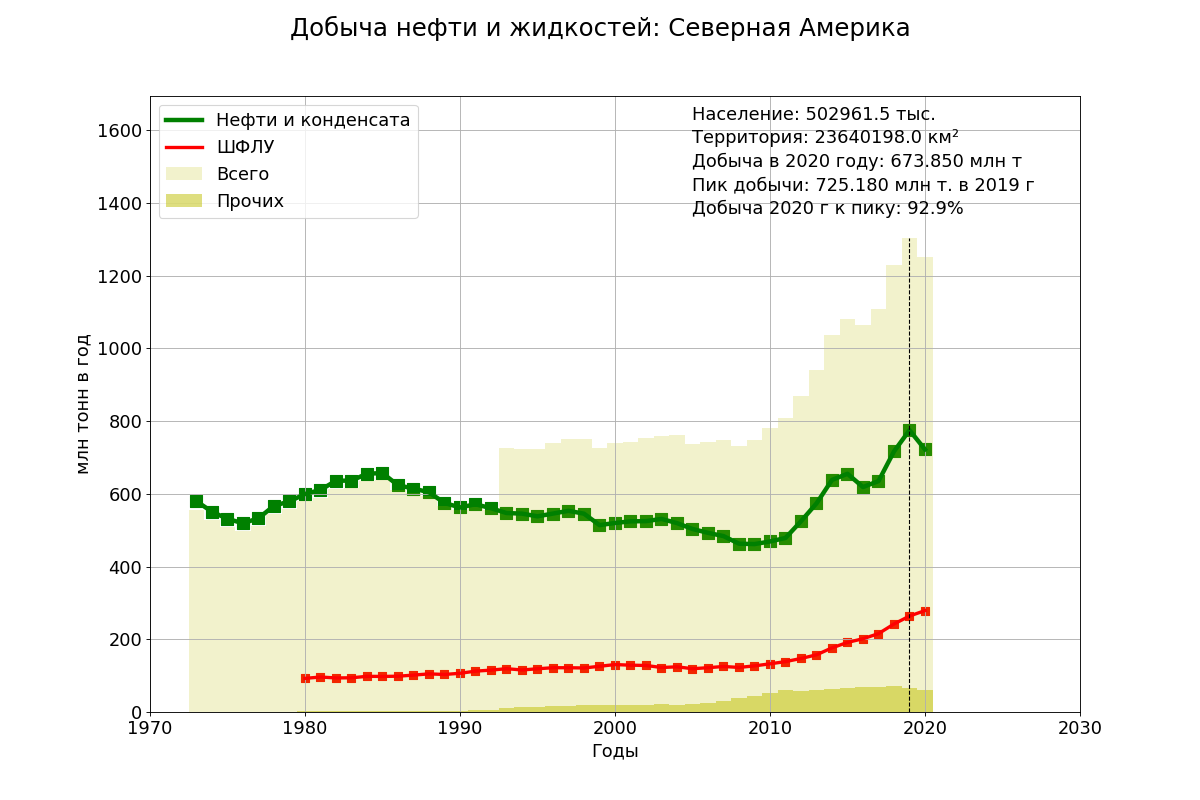 Добыча нефти и жидкостей: Северная Америка
Нефти и конденсата
ШФЛУ
Всего
Прочих
Население: 502961.5 тыс.
Территория: 23640198.0 км²
Добыча в 2020 году: 673.850 млн т
Пик добычи: 725.180 млн т. в 2019 г
Добыча 2020 г к пику: 92.9%
млн тонн в год
1600
1400
1200
1000
800
600
400
200
0
1970 1980 1990 2000 2010 2020 2030
Годы